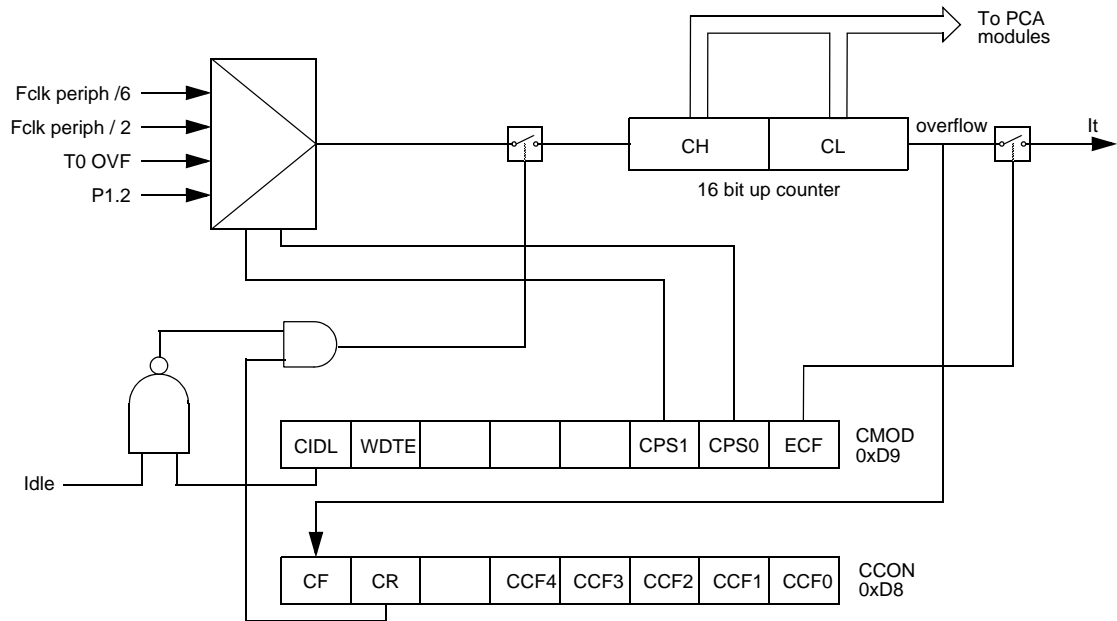 To PCA
modules
Fclk periph /6
Fclk periph / 2
T0 OVF
P1.2
CH
CL
overflow
It
16 bit up counter
CIDL
WDTE
CPS1
CPS0
ECF
CMOD
0xD9
Idle
CF
CR
CCF4
CCF3
CCF2
CCF1
CCF0
CCON
0xD8